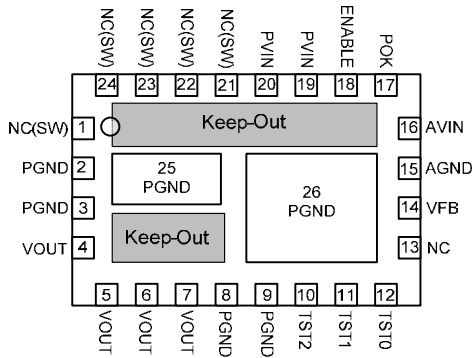 NC(SW) NC(SW) NC(SW) NC(SW) PVIN PVIN ENABLE POK
24 23 22 21 20 19 18 17
NC(SW) 1 Keep-Out 16 AVIN
PGND 2 25 15 AGND
PGND 26
PGND
PGND 3 14 VFB
VOUT 4 Keep-Out 13 NC
5 6 7 8 9 10 11 12
VOUT VOUT VOUT PGND PGND TST2 TST1 TST0